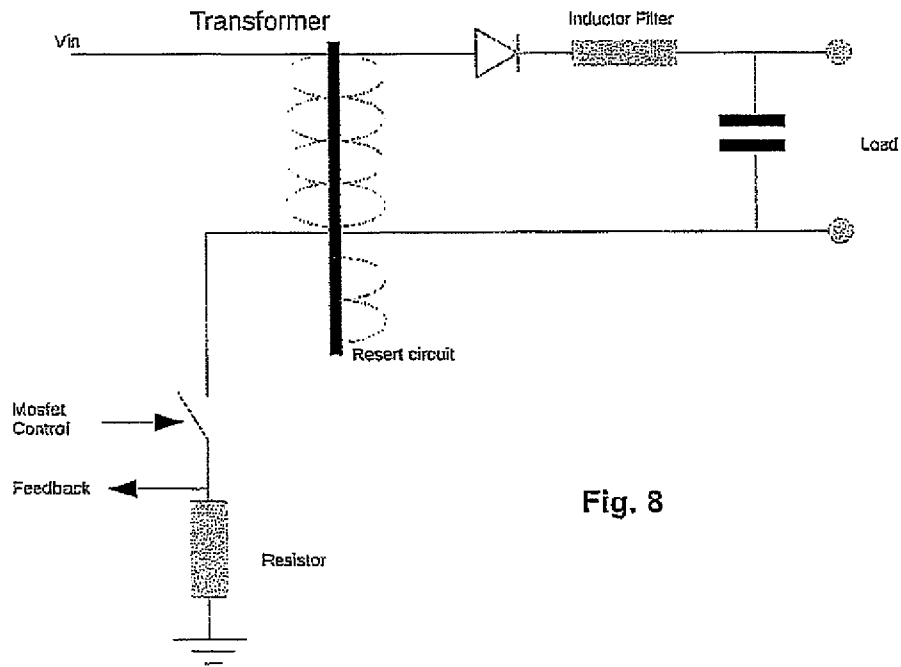 Transformer
Inductor Filter
Vin
Load
Resert circuit
Mosfet
Control
Feedback
Fig. 8
Resistor